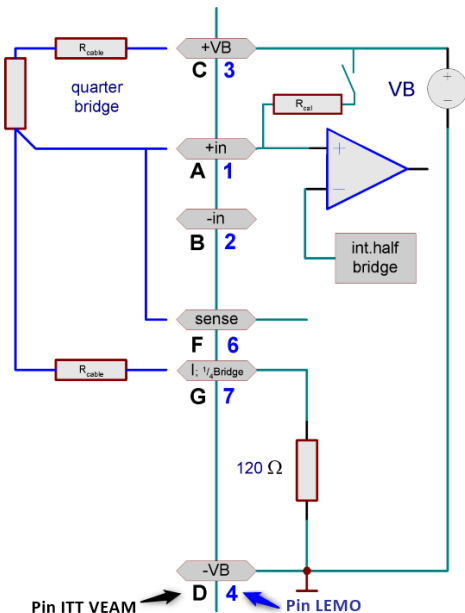 Rcable
+VB
C 3
quarter
bridge
Rcal
VB
+
−
+in
A 1
+
−
-in
B 2
int.half
bridge
sense
F 6
Rcable
I; 1/4Bridge
G 7
120 Ω
-VB
D 4
Pin ITT VEAM
Pin LEMO